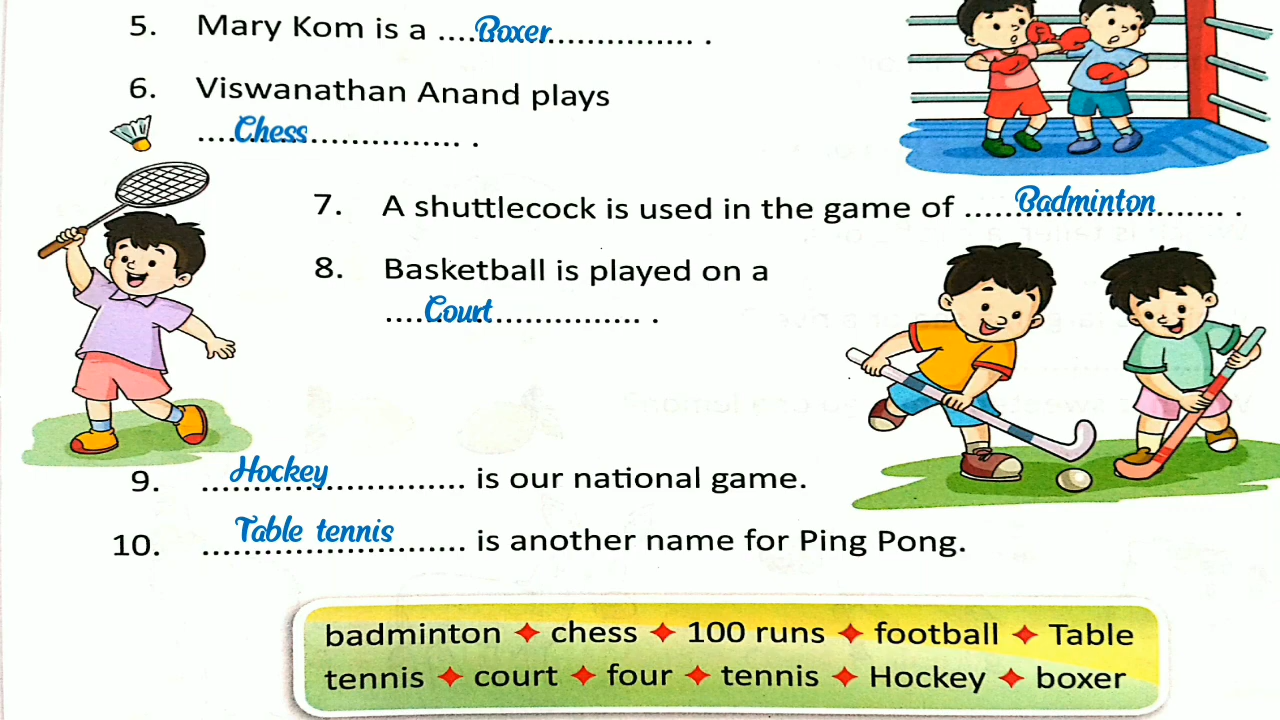 5. Mary Kom is a ....Boxer................ .
6. Viswanathan Anand plays
....Chess................ .
7. A shuttlecock is used in the game of .....Badminton....... .
8. Basketball is played on a
....Court................ .
9. ...Hockey.............. is our national game.
10. ...Table tennis....... is another name for Ping Pong.
badminton ✦ chess ✦ 100 runs ✦ football ✦ Table
tennis ✦ court ✦ four ✦ tennis ✦ Hockey ✦ boxer